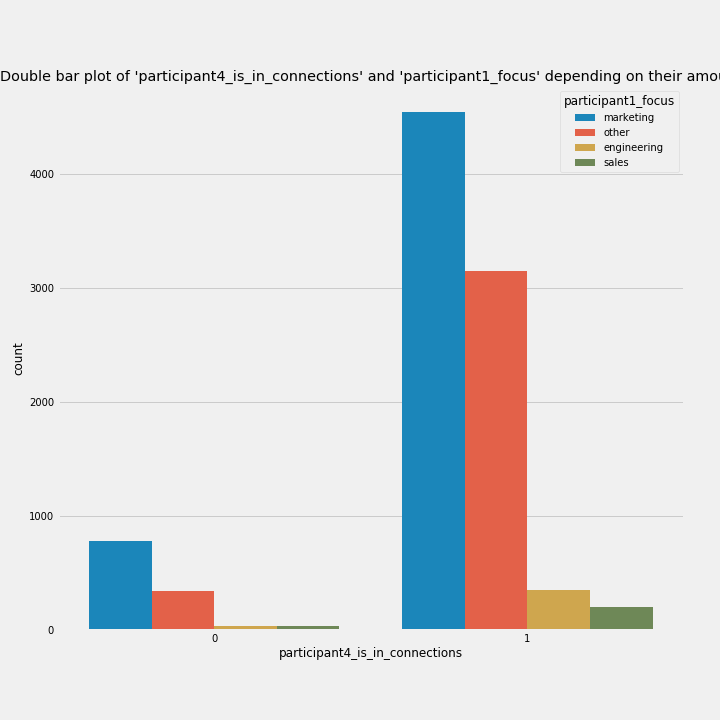 Double bar plot of 'participant4_is_in_connections' and 'participant1_focus' depending on their
participant1_focus
marketing
other
engineering
sales
4000
3000
2000
1000
0
count
0
1
participant4_is_in_connections